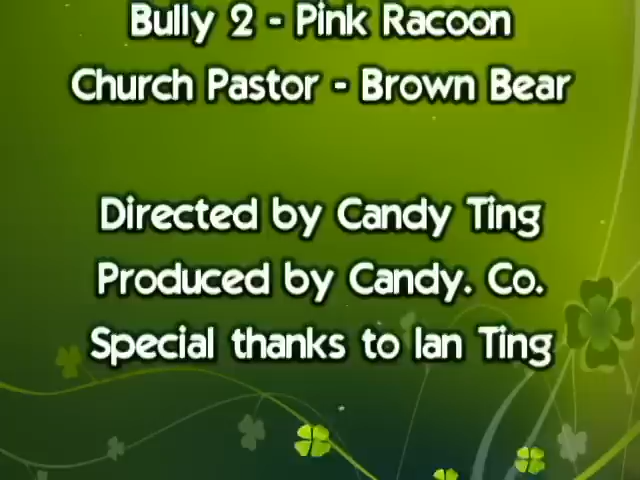 Bully 2 - Pink Racoon
Church Pastor - Brown Bear
Directed by Candy Ting
Produced by Candy. Co.
Special thanks to Ian Ting